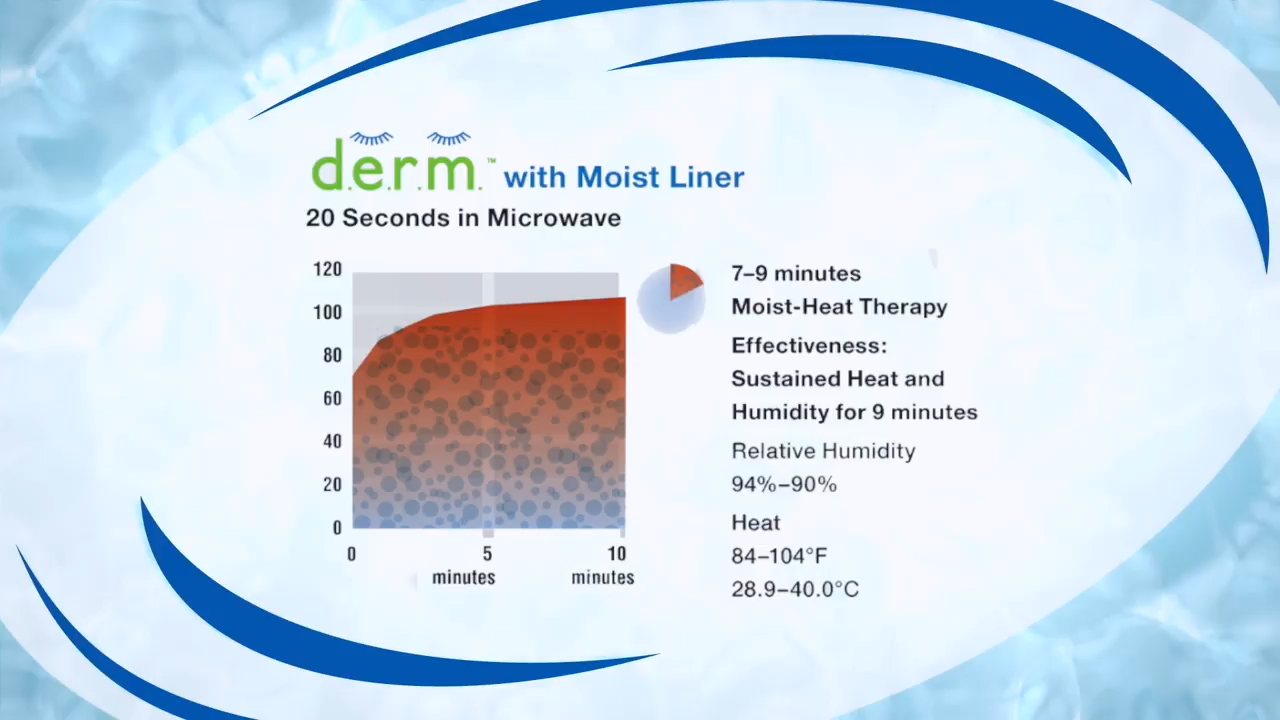 d.e.r.m.™ with Moist Liner
20 Seconds in Microwave
120
100
80
60
40
20
0
0 5 10
minutes minutes
7–9 minutes
Moist-Heat Therapy
Effectiveness:
Sustained Heat and
Humidity for 9 minutes
Relative Humidity
94%–90%
Heat
84–104°F
28.9–40.0°C